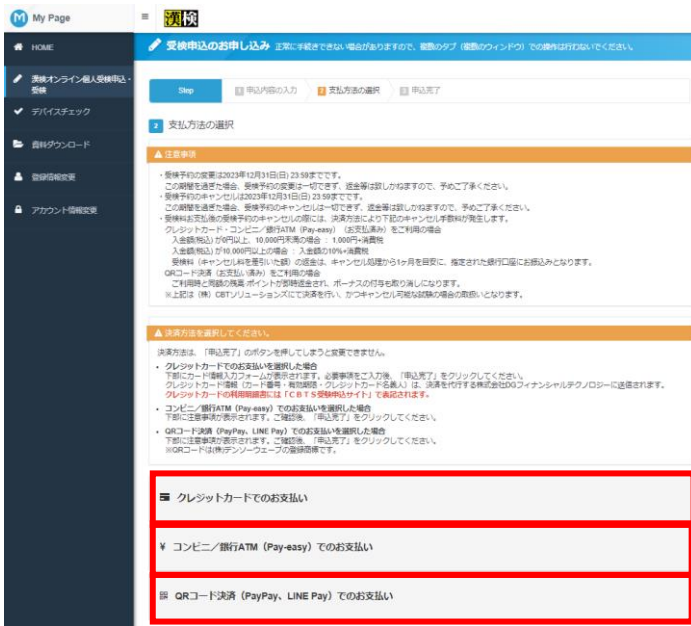 My Page
漢検
HOME
漢検オンライン個人受検申込・
受検
デバイスチェック
資料ダウンロード
登録情報変更
アカウント情報変更
受検申込のお申し込み 正常に手続きできない場合がありますので、複数のタブ（複数のウィンドウ）での操作は行わないでください。
Step 1 申込内容の入力 2 支払方法の選択 3 申込完了
2 支払方法の選択
注意事項
・受検予約の変更は2023年12月31日(日) 23:59までです。
この期間を過ぎた場合、受検予約の変更は一切できず、返金等は致しかねますので、予めご了承ください。
・受検予約のキャンセルは2023年12月31日(日) 23:59までです。
この期間を過ぎた場合、受検予約のキャンセルは一切できず、返金等は致しかねますので、予めご了承ください。
・受検料お支払後の受検予約のキャンセルの際には、決済方法により下記のキャンセル手数料が発生します。
クレジットカード・コンビニ／銀行ATM（Pay-easy）（お支払済み）をご利用の場合
入金額(税込) が0円以上、10,000円未満の場合 ： 1,000円+消費税
入金額(税込) が10,000円以上の場合 ： 入金額の10%+消費税
受検料（キャンセル料を差引いた額）の返金は、キャンセル処理から1ヶ月を目安に、指定された銀行口座にお振込みとなります。
QRコード決済（お支払い済み）をご利用の場合
ご利用時と同額の残高 ポイントが即時返金され、ボーナスの付与も取り消しになります。
※上記は（株）CBTソリューションズにて決済を行い、かつキャンセル可能な試験の場合の取扱いとなります。
決済方法を選択してください。
決済方法は、「申込完了」のボタンを押してしまうと変更できません。
・ クレジットカードでのお支払いを選択した場合
下部にカード情報入力フォームが表示されます。必要事項をご入力後、「申込完了」をクリックしてください。
クレジットカード情報（カード番号・有効期限・クレジットカード名義人）は、決済を代行する株式会社DGフィナンシャルテクノロジーに送信されます。
クレジットカードの利用明細書には「CBTS受験申込サイト」で表記されます。
・ コンビニ／銀行ATM（Pay-easy）でのお支払いを選択した場合
下部に注意事項が表示されます。ご確認後、「申込完了」をクリックしてください。
・ QRコード決済（PayPay、LINE Pay）でのお支払いを選択した場合
下部に注意事項が表示されます。ご確認後、「申込完了」をクリックしてください。
※QRコードは(株)デンソーウェーブの登録商標です。
クレジットカードでのお支払い
¥ コンビニ／銀行ATM（Pay-easy）でのお支払い
QRコード決済（PayPay、LINE Pay）でのお支払い